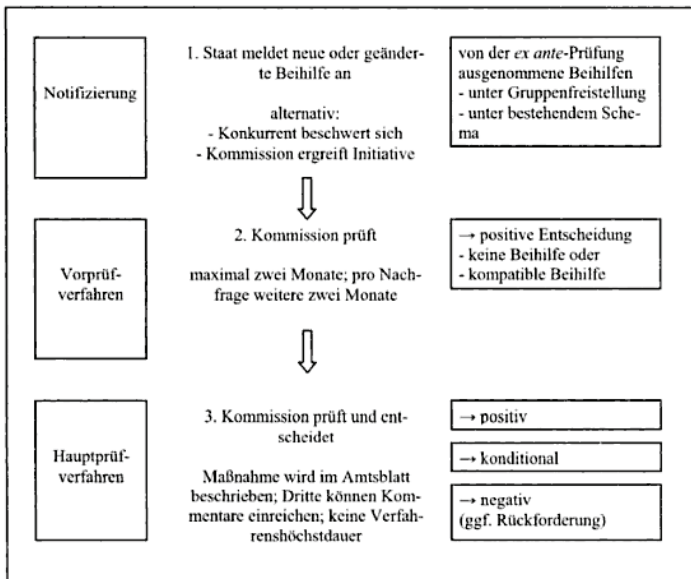 Notifizierung
1. Staat meldet neue oder geänder-
te Beihilfe an
alternativ:
- Konkurrent beschwert sich
- Kommission ergreift Initiative
von der ex ante-Prüfung
ausgenommene Beihilfen
- unter Gruppenfreistellung
- unter bestehendem Sche-
ma
Vorprüf-
verfahren
2. Kommission prüft
maximal zwei Monate; pro Nach-
frage weitere zwei Monate
→ positive Entscheidung
- keine Beihilfe oder
- kompatible Beihilfe
Hauptprüf-
verfahren
3. Kommission prüft und ent-
scheidet
Maßnahme wird im Amtsblatt
beschrieben; Dritte können Kom-
mentare einreichen; keine Verfah-
renshöchstdauer
→ positiv
→ konditional
→ negativ
(ggf. Rückforderung)